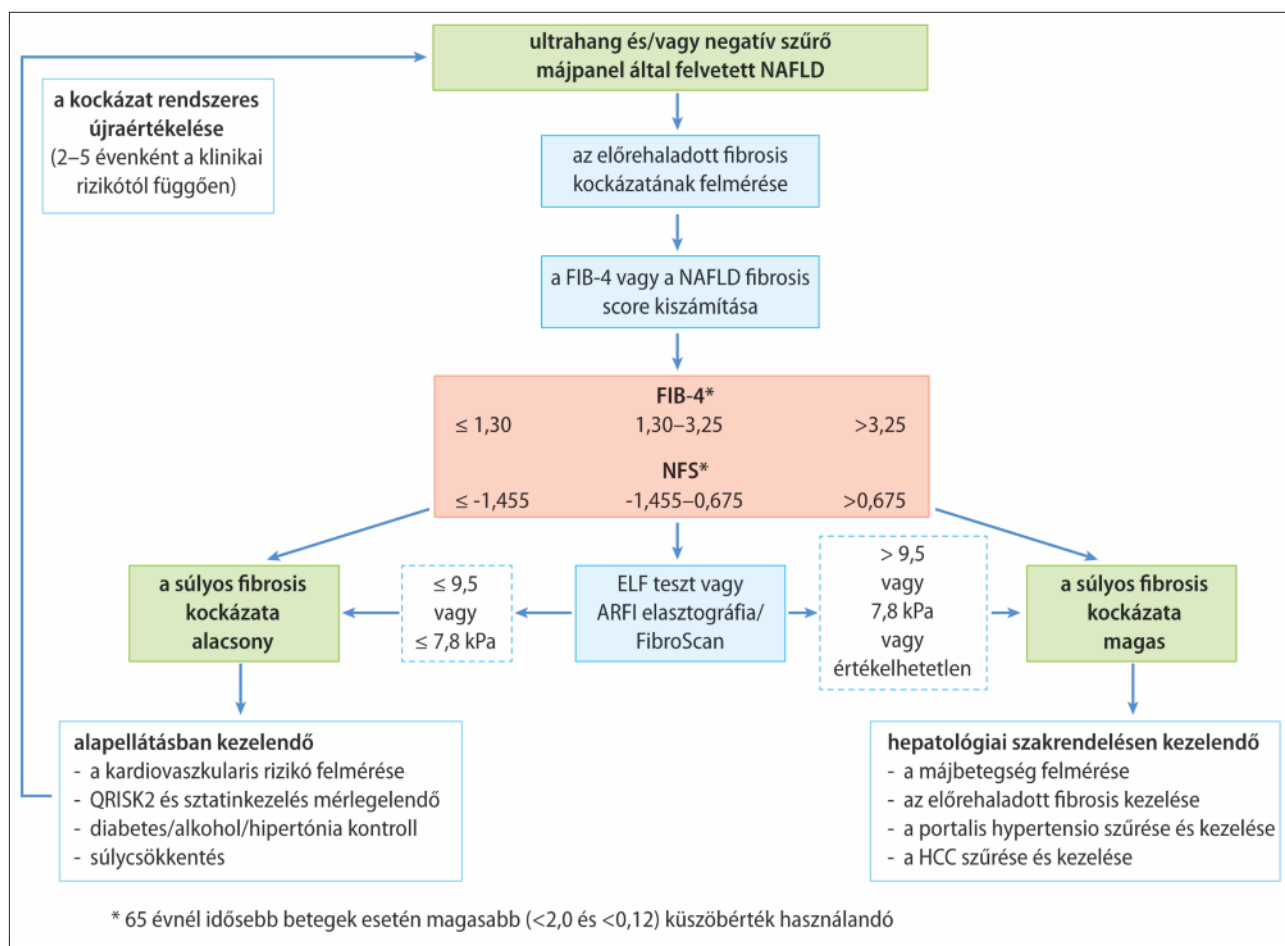 ultrahang és/vagy negatív szűrő
májpanel által felvetett NAFLD
a kockázat rendszeres
újraértékelése
(2–5 évenként a klinikai
rizikótól függően)
az előrehaladott fibrosis
kockázatának felmérése
a FIB-4 vagy a NAFLD fibrosis
score kiszámítása
FIB-4*
≤ 1,30 1,30–3,25 >3,25
NFS*
≤ -1,455 -1,455–0,675 >0,675
a súlyos fibrosis
kockázata
alacsony
≤ 9,5
vagy
≤ 7,8 kPa
ELF teszt vagy
ARFI elasztográfia/
FibroScan
> 9,5
vagy
7,8 kPa
vagy
értékelhetetlen
a súlyos fibrosis
kockázata
magas
alapellátásban kezelendő
- a kardiovaszkularis rizikó felmérése
- QRISK2 és sztatinkezelés mérlegelendő
- diabetes/alkohol/hipertónia kontroll
- súlycsökkentés
hepatológiai szakrendelésen kezelendő
- a májbetegség felmérése
- az előrehaladott fibrosis kezelése
- a portalis hypertensio szűrése és kezelése
- a HCC szűrése és kezelése
* 65 évnél idősebb betegek esetén magasabb (<2,0 és <0,12) küszöbérték használandó